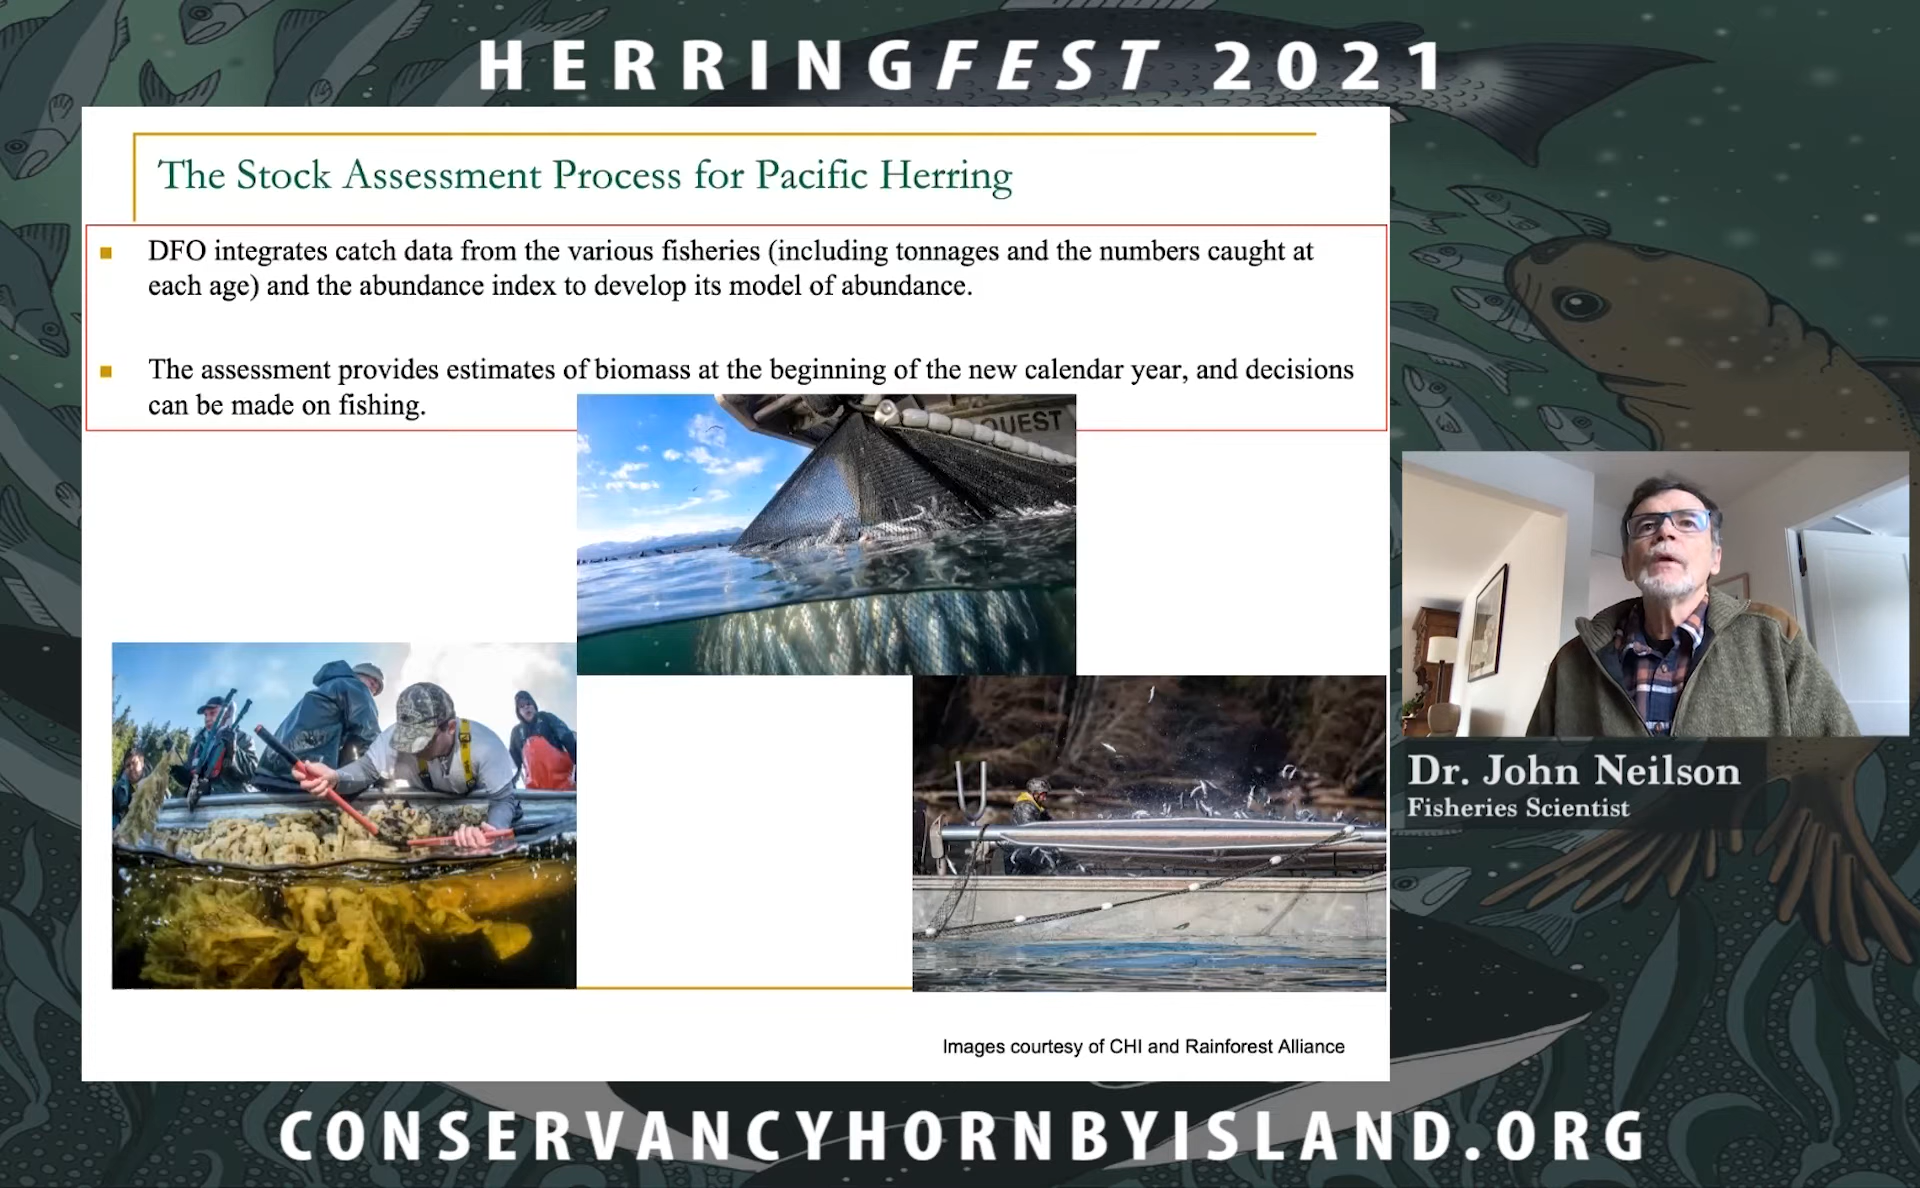 HERRINGFEST 2021
The Stock Assessment Process for Pacific Herring
DFO integrates catch data from the various fisheries (including tonnages and the numbers caught at
each age) and the abundance index to develop its model of abundance.
The assessment provides estimates of biomass at the beginning of the new calendar year, and decisions
can be made on fishing.
QUEST
Dr. John Neilson
Fisheries Scientist
Images courtesy of CHI and Rainforest Alliance
CONSERVANCYHORNBYISLAND.ORG